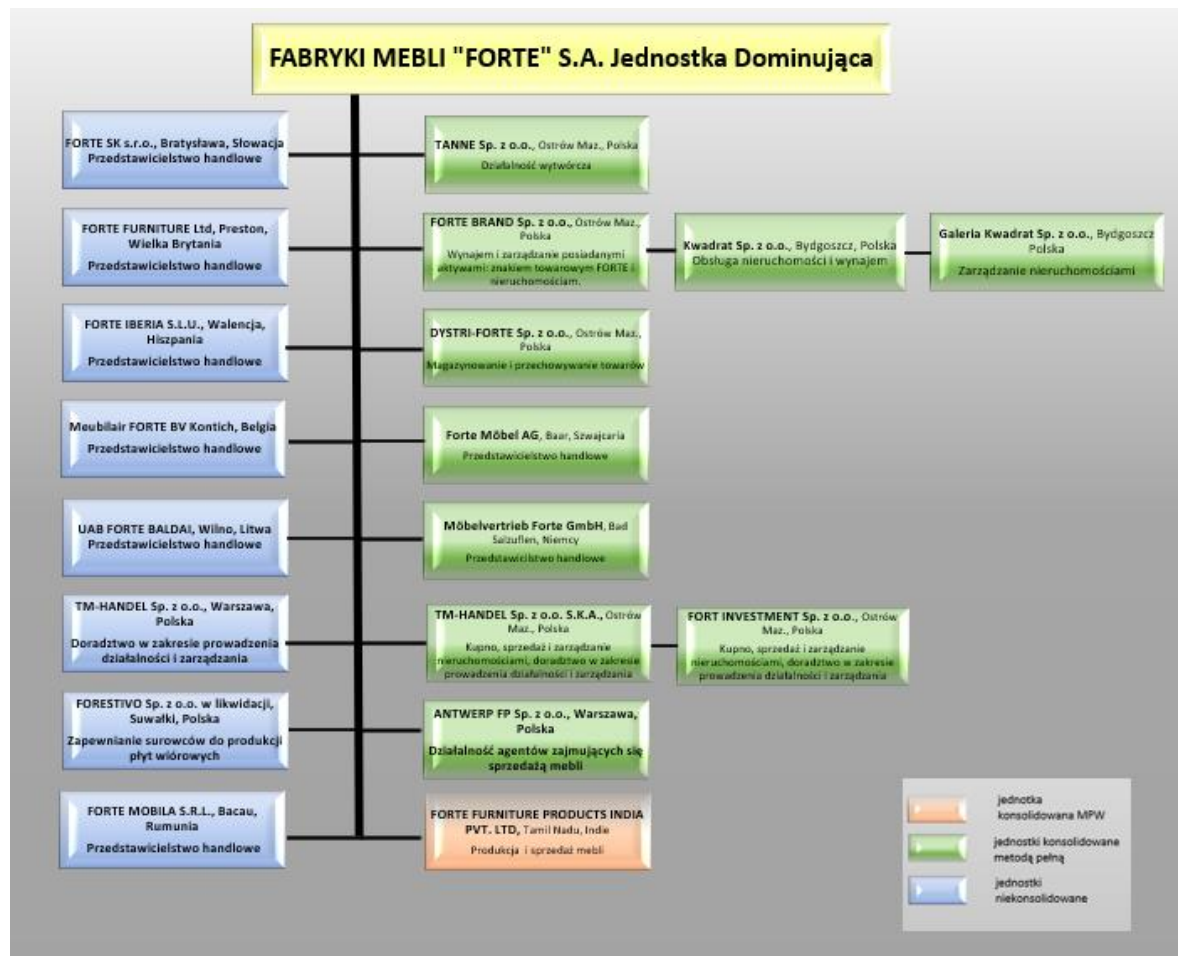 FABRYKI MEBLI "FORTE" S.A. Jednostka Dominująca
FORTE SK s.r.o., Bratysława, Słowacja
Przedstawicielstwo handlowe
TANNE Sp. z o.o., Ostrów Maz., Polska
Działalność wytwórcza
FORTE FURNITURE Ltd, Preston,
Wielka Brytania
Przedstawicielstwo handlowe
FORTE BRAND Sp. z o.o., Ostrów Maz.,
Polska
Wynajem i zarządzanie posiadanymi
aktywami: znakiem towarowym FORTE i
nieruchomościam.
Kwadrat Sp. z o.o., Bydgoszcz, Polska
Obsługa nieruchomości i wynajem
Galeria Kwadrat Sp. z o.o., Bydgoszcz
Polska
Zarządzanie nieruchomościami
FORTE IBERIA S.L.U., Walencja,
Hiszpania
Przedstawicielstwo handlowe
DYSTRI-FORTE Sp. z o.o., Ostrów Maz.,
Polska
Magazynowanie i przechowywanie towarów
Meubilair FORTE BV Kontich, Belgia
Przedstawicielstwo handlowe
Forte Möbel AG, Baar, Szwajcaria
Przedstawicielstwo handlowe
UAB FORTE BALDAI, Wilno, Litwa
Przedstawicielstwo handlowe
Möbelvertrieb Forte GmbH, Bad
Salzuflen, Niemcy
Przedstawicilstwo handlowe
TM-HANDEL Sp. z o.o., Warszawa,
Polska
Doradztwo w zakresie prowadzenia
działalności i zarządzania
TM-HANDEL Sp. z o.o. S.K.A., Ostrów
Maz., Polska
Kupno, sprzedaż i zarządzanie
nieruchomościami, doradztwo w zakresie
prowadzenia działalności i zarządzania
FORT INVESTMENT Sp. z o.o., Ostrów
Maz., Polska
Kupno, sprzedaż i zarządzanie
nieruchomościami, doradztwo w zakresie
prowadzenia działalności i zarządzania
FORESTIVO Sp. z o.o. w likwidacji,
Suwałki, Polska
Zapewnianie surowców do produkcji
płyt wiórowych
ANTWERP FP Sp. z o.o., Warszawa,
Polska
Działalność agentów zajmujących się
sprzedażą mebli
FORTE MOBILA S.R.L., Bacau,
Rumunia
Przedstawicielstwo handlowe
FORTE FURNITURE PRODUCTS INDIA
PVT. LTD, Tamil Nadu, Indie
Produkcja i sprzedaż mebli
jednotka
konsolidowana MPW
jednostki konsolidowane
metodą pełną
jednostki
niekonsolidowane